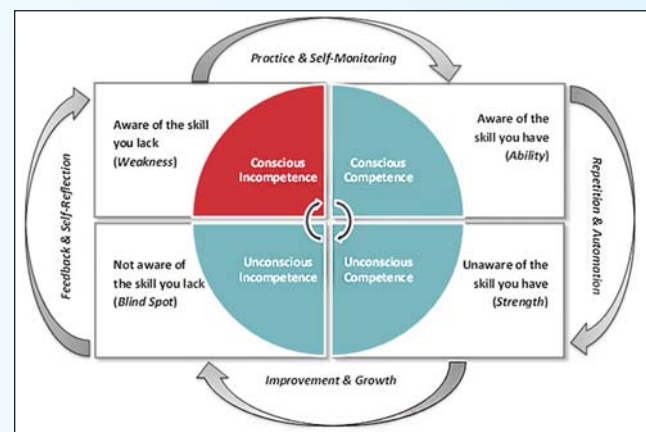 Practice & Self-Monitoring
Aware of the skill
you lack
(Weakness)
Conscious
Incompetence
Conscious
Competence
Aware of the
skill you have
(Ability)
Feedback & Self-Reflection
Repetition & Automation
Not aware of
the skill you lack
(Blind Spot)
Unconscious
Incompetence
Unconscious
Competence
Unaware of the
skill you have
(Strength)
Improvement & Growth